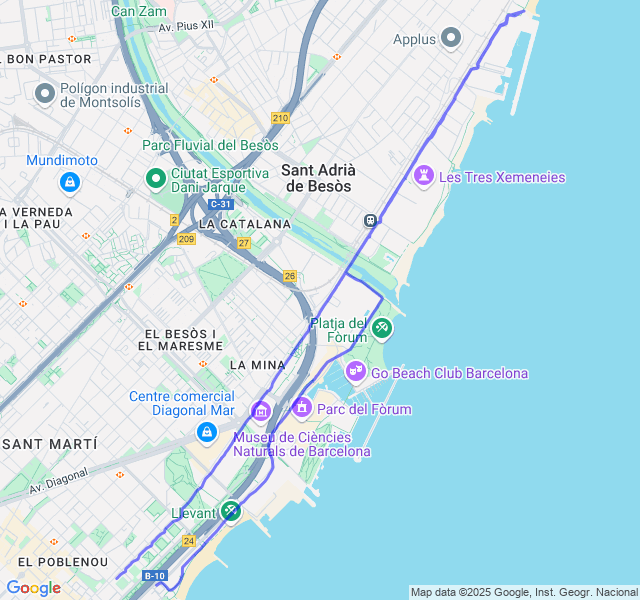 Can Zam
Av. Pius XII
Applus
L BON PASTOR
Polígon industrial
de Montsolís
210
Parc Fluvial del Besòs
Mundimoto
Ciutat Esportiva
Dani Jarque
Sant Adrià
de Besòs
Les Tres Xemeneies
C-31
A VERNEDA
I LA PAU
2
LA CATALANA
209
27
26
EL BESÒS I
EL MARESME
Platja del
Fòrum
LA MINA
Go Beach Club Barcelona
Centre comercial
Diagonal Mar
Parc del Fòrum
Museu de Ciències
Naturals de Barcelona
SANT MARTÍ
Av. Diagonal
Llevant
24
EL POBLENOU
B-10
Google
Map data ©2025 Google, Inst. Geogr. Nacional